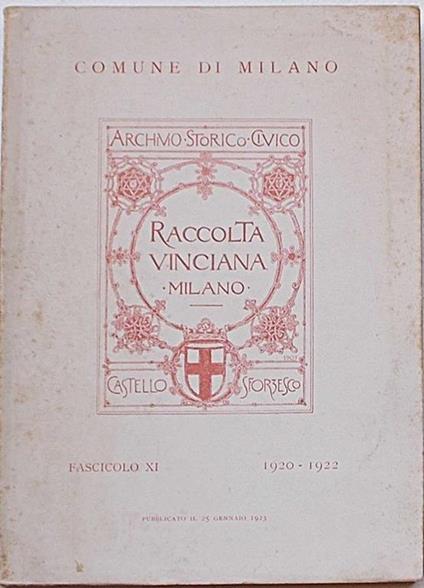 COMUNE DI MILANO
ARCHIVIO·STORICO·CIVICO
RACCOLTA
VINCIANA
·MILANO·
CASTELLO SFORZESCO
FASCICOLO XI 1920 - 1922
PUBBLICATO IL 25 GENNAIO 1923